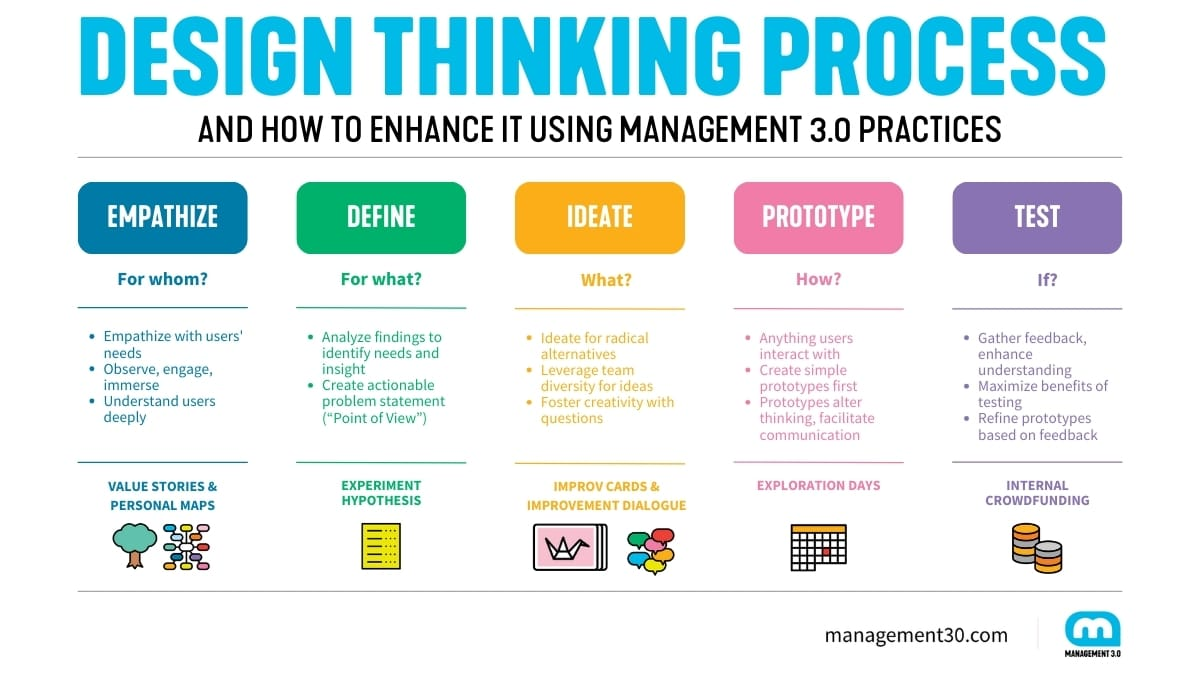 DESIGN THINKING PROCESS
AND HOW TO ENHANCE IT USING MANAGEMENT 3.0 PRACTICES
EMPATHIZE
For whom?
• Empathize with users'
needs
• Observe, engage,
immerse
• Understand users
deeply
VALUE STORIES &
PERSONAL MAPS
DEFINE
For what?
• Analyze findings to
identify needs and
insight
• Create actionable
problem statement
(“Point of View”)
EXPERIMENT
HYPOTHESIS
IDEATE
What?
• Ideate for radical
alternatives
• Leverage team
diversity for ideas
• Foster creativity with
questions
IMPROV CARDS &
IMPROVEMENT DIALOGUE
PROTOTYPE
How?
• Anything users
interact with
• Create simple
prototypes first
• Prototypes alter
thinking, facilitate
communication
EXPLORATION DAYS
TEST
If?
• Gather feedback,
enhance
understanding
• Maximize benefits of
testing
• Refine prototypes
based on feedback
INTERNAL
CROWDFUNDING
management30.com
m
MANAGEMENT 3.0